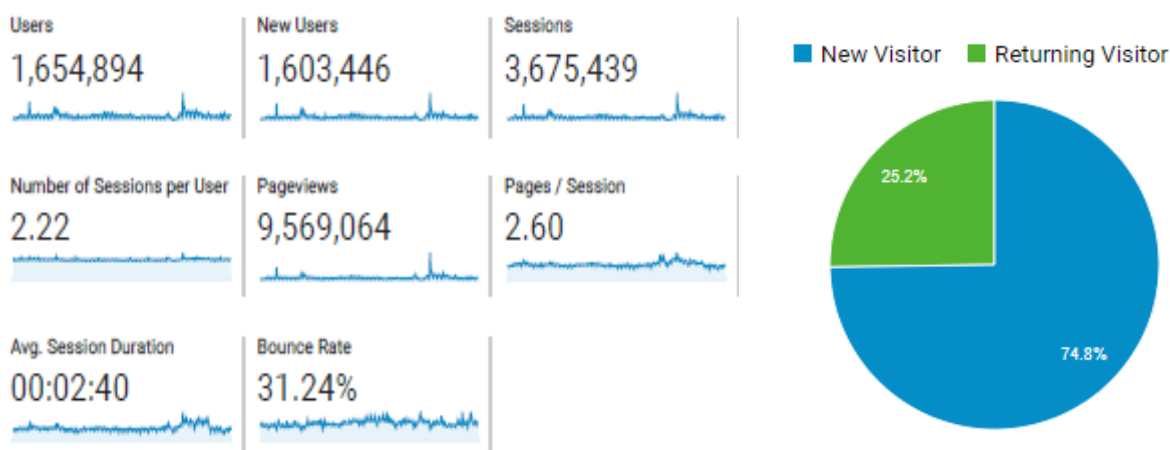 Users
1,654,894
New Users
1,603,446
Sessions
3,675,439
Number of Sessions per User
2.22
Pageviews
9,569,064
Pages / Session
2.60
Avg. Session Duration
00:02:40
Bounce Rate
31.24%
New Visitor
Returning Visitor
25.2%
74.8%